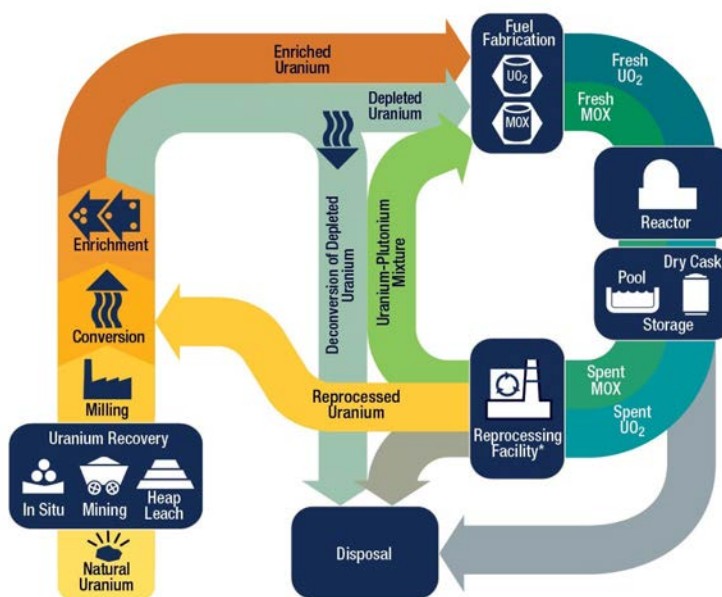 Fuel
Fabrication
UO₂
MOX
Enriched
Uranium
Depleted
Uranium
Fresh
UO₂
Fresh
MOX
Reactor
Pool
Dry Cask
Storage
Enrichment
Conversion
Milling
Uranium Recovery
In Situ
Mining
Heap
Leach
Natural
Uranium
Deconversion of Depleted
Uranium
Uranium-Plutonium
Mixture
Reprocessed
Uranium
Reprocessing
Facility*
Spent
MOX
Spent
UO₂
Disposal